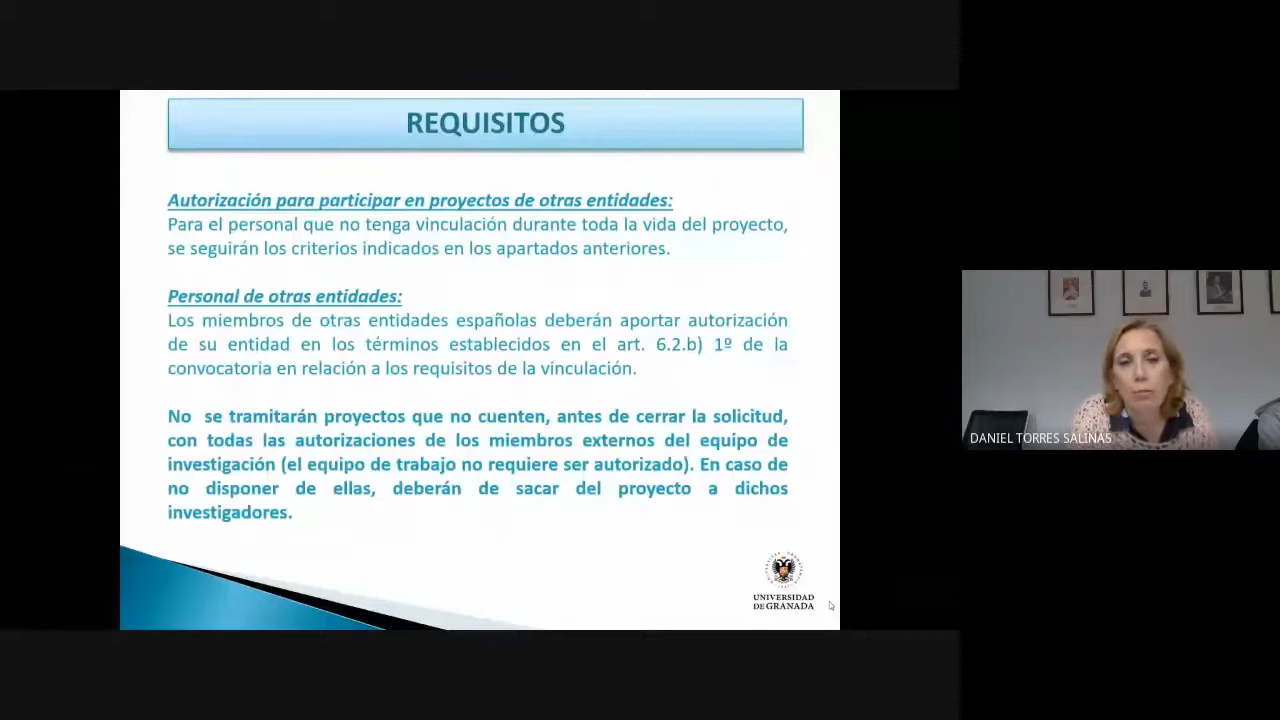 REQUISITOS
Autorización para participar en proyectos de otras entidades:
Para el personal que no tenga vinculación durante toda la vida del proyecto,
se seguirán los criterios indicados en los apartados anteriores.
Personal de otras entidades:
Los miembros de otras entidades españolas deberán aportar autorización
de su entidad en los términos establecidos en el art. 6.2.b) 1º de la
convocatoria en relación a los requisitos de la vinculación.
No se tramitarán proyectos que no cuenten, antes de cerrar la solicitud,
con todas las autorizaciones de los miembros externos del equipo de
investigación (el equipo de trabajo no requiere ser autorizado). En caso de
no disponer de ellas, deberán de sacar del proyecto a dichos
investigadores.
UNIVERSIDAD
DE GRANADA
DANIEL TORRES SALINAS